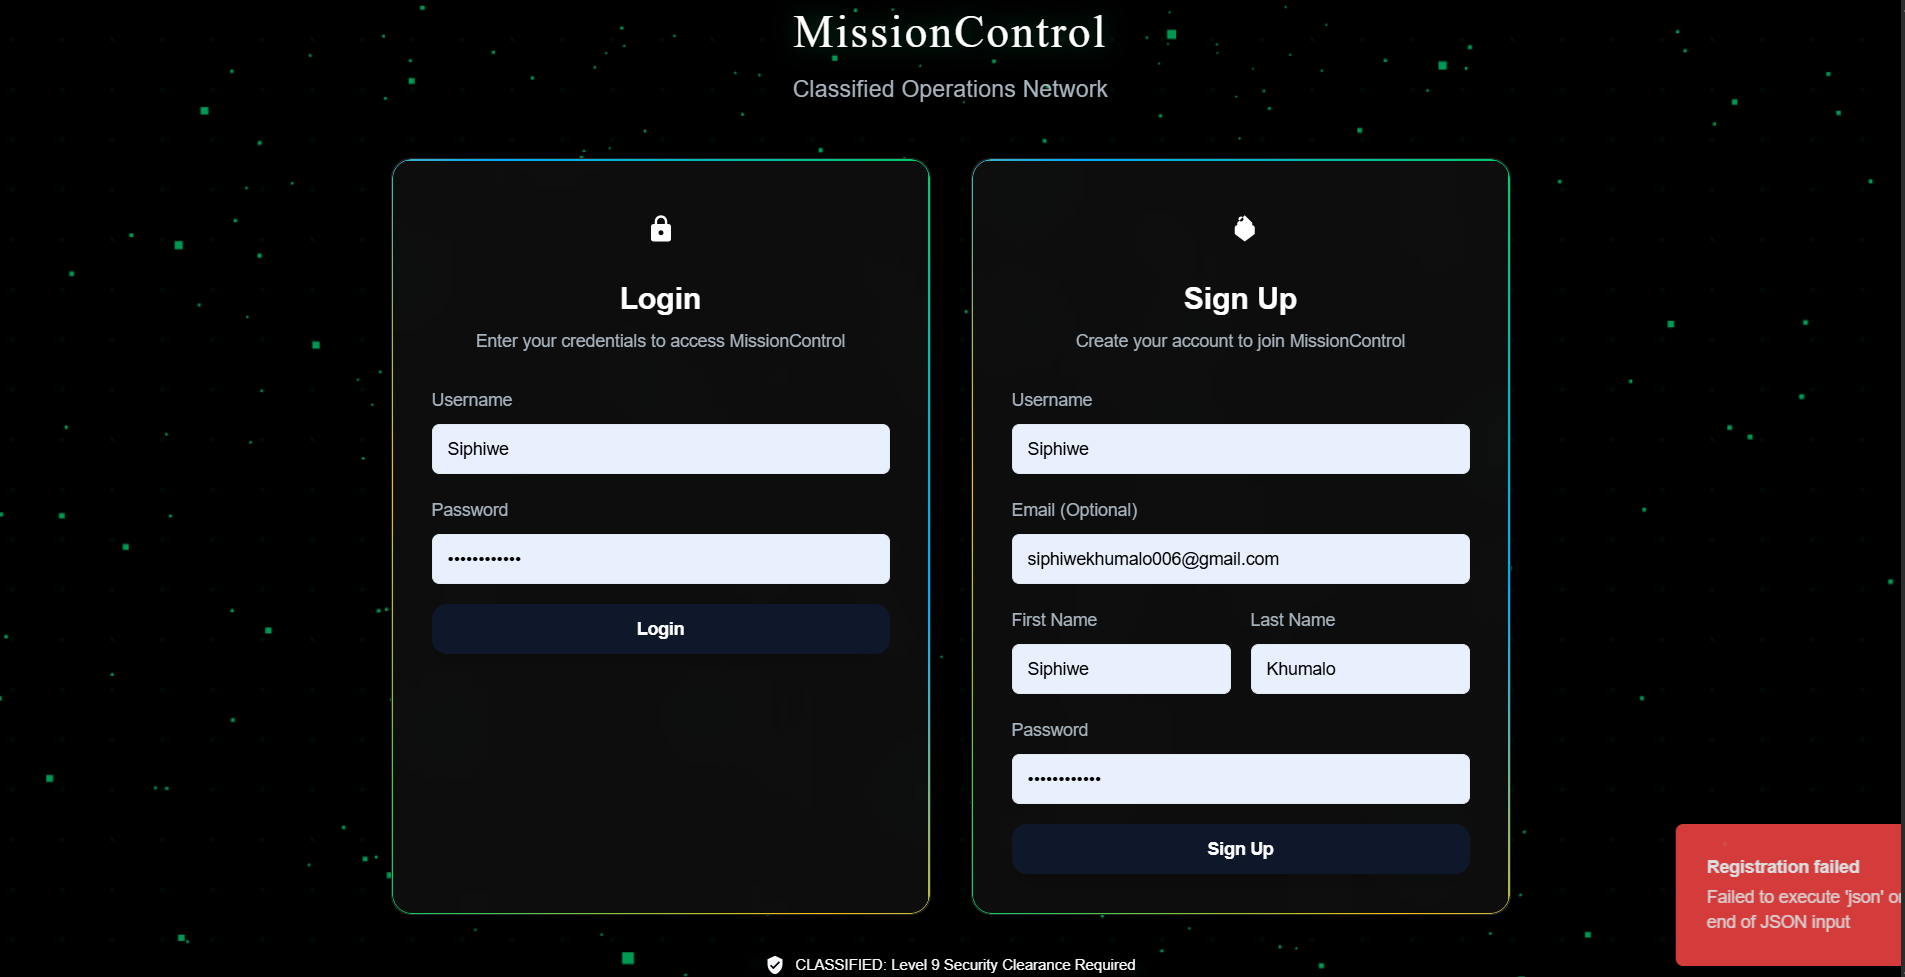 MissionControl
Classified Operations Network
Login
Enter your credentials to access MissionControl
Username
Siphiwe
Password
••••••••••••
Login
Sign Up
Create your account to join MissionControl
Username
Siphiwe
Email (Optional)
siphiwekhumalo006@gmail.com
First Name
Last Name
Siphiwe
Khumalo
Password
••••••••••••
Sign Up
Registration failed
Failed to execute 'json'
end of JSON input
CLASSIFIED: Level 9 Security Clearance Required